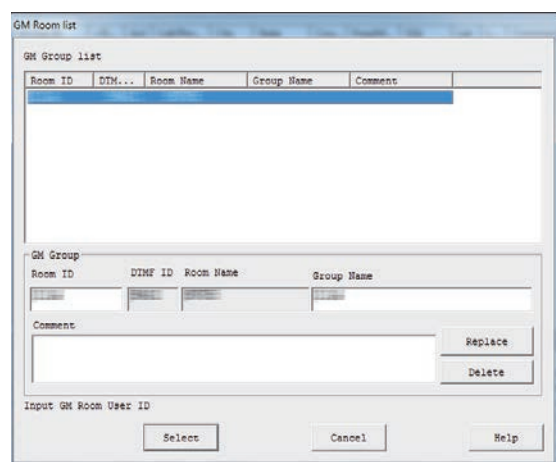 GM Room list
GM Group list
Room ID DTM... Room Name Group Name Comment
GM Group
Room ID DTMF ID Room Name Group Name
Comment
Replace
Delete
Input GM Room User ID
Select Cancel Help